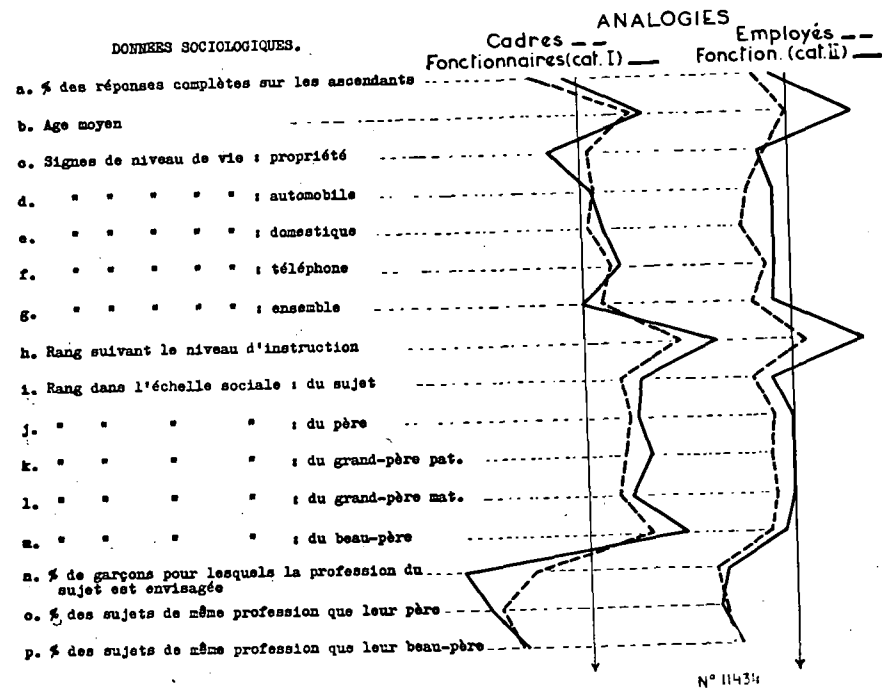 ANALOGIES
DONNEES SOCIOLOGIQUES.
Cadres
Fonctionnaires (cat. I)
Employés
Fonction. (cat. ii)
a. % des réponses complètes sur les ascendants
b. Age moyen
c. Signes de niveau de vie : propriété
d. " " " " " : automobile
e. " " " " " : domestique
f. " " " " " : téléphone
g. " " " " " : ensemble
h. Rang suivant le niveau d'instruction
i. Rang dans l'échelle sociale : du sujet
j. " " " " : du père
k. " " " " : du grand-père pat.
l. " " " " : du grand-père mat.
m. " " " " : du beau-père
n. % de garçons pour lesquels la profession du
sujet est envisagée
o. % des sujets de même profession que leur père
p. % des sujets de même profession que leur beau-père
N° 11434